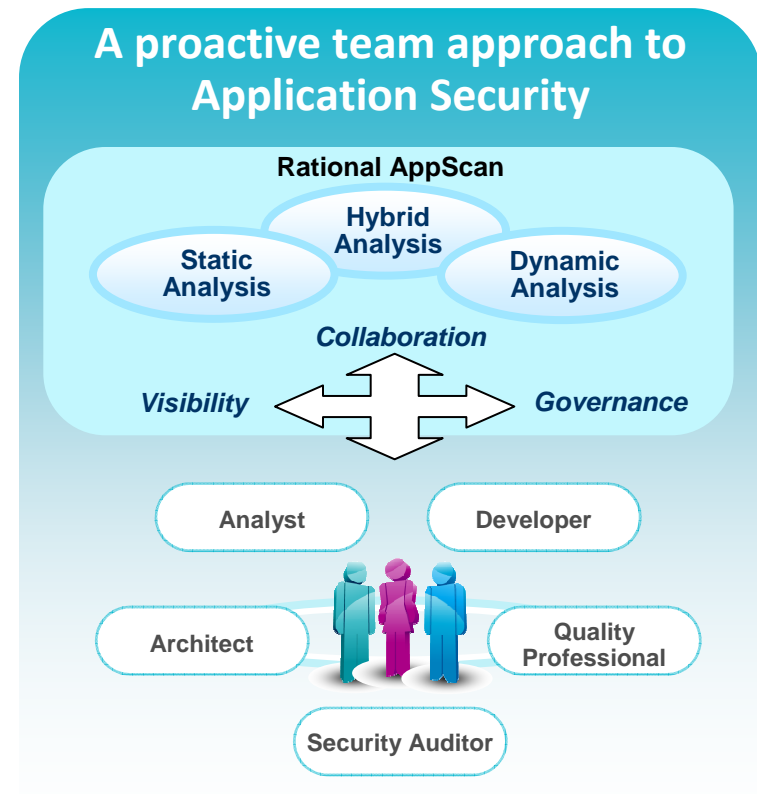 A proactive team approach to
Application Security
Rational AppScan
Hybrid
Analysis
Static
Analysis
Dynamic
Analysis
Collaboration
Visibility
Governance
Analyst
Developer
Architect
Quality
Professional
Security Auditor